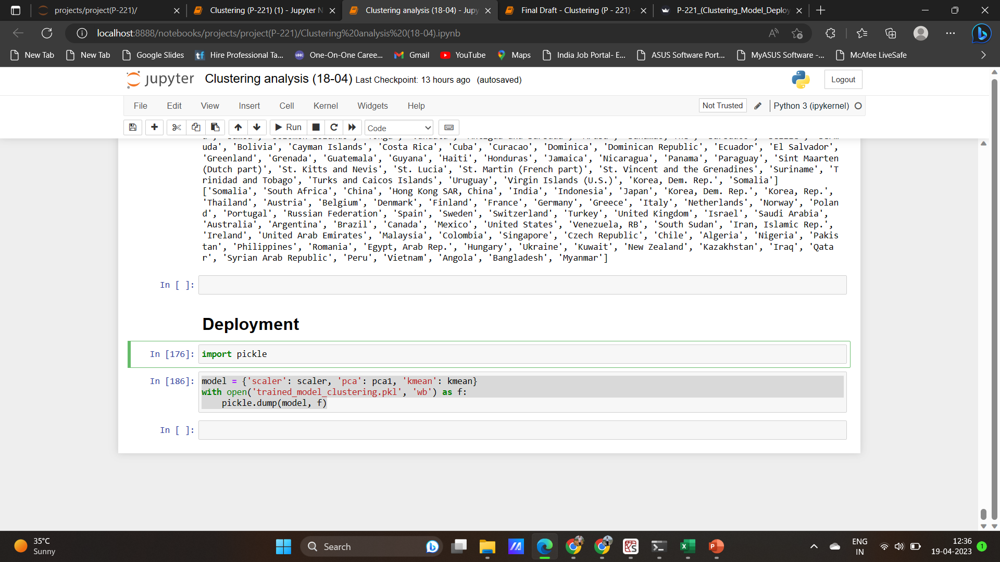 projects/project(P-221)/
Clustering (P-221) (1) - Jupyter N
Clustering analysis (18-04) - Jupy
Final Draft - Clustering (P - 221) -
P-221_(Clustering_Model_Deploy
localhost:8888/notebooks/projects/project(P-221)/Clustering%20analysis%20(18-04).ipynb
New Tab
New Tab
Google Slides
Hire Professional Ta...
One-On-One Caree...
Gmail
YouTube
Maps
India Job Portal- E...
ASUS Software Port...
MyASUS Software -...
McAfee LiveSafe
jupyter
Clustering analysis (18-04) Last Checkpoint: 13 hours ago (autosaved)
Logout
File Edit View Insert Cell Kernel Widgets Help
Not Trusted
Python 3 (ipykernel)
Run
Code
uda', 'Bolivia', 'Cayman Islands', 'Costa Rica', 'Cuba', 'Curacao', 'Dominica', 'Dominican Republic', 'Ecuador', 'El Salvador',
'Greenland', 'Grenada', 'Guatemala', 'Guyana', 'Haiti', 'Honduras', 'Jamaica', 'Nicaragua', 'Panama', 'Paraguay', 'Sint Maarten
(Dutch part)', 'St. Kitts and Nevis', 'St. Lucia', 'St. Martin (French part)', 'St. Vincent and the Grenadines', 'Suriname', 'T
rinidad and Tobago', 'Turks and Caicos Islands', 'Uruguay', 'Virgin Islands (U.S.)', 'Korea, Dem. Rep.', 'Somalia']
['Somalia', 'South Africa', 'China', 'Hong Kong SAR, China', 'India', 'Indonesia', 'Japan', 'Korea, Dem. Rep.', 'Korea, Rep.',
'Thailand', 'Austria', 'Belgium', 'Denmark', 'Finland', 'France', 'Germany', 'Greece', 'Italy', 'Netherlands', 'Norway', 'Polan
d', 'Portugal', 'Russian Federation', 'Spain', 'Sweden', 'Switzerland', 'Turkey', 'United Kingdom', 'Israel', 'Saudi Arabia',
'Australia', 'Argentina', 'Brazil', 'Canada', 'Mexico', 'United States', 'Venezuela, RB', 'South Sudan', 'Iran, Islamic Rep.',
'Ireland', 'United Arab Emirates', 'Malaysia', 'Colombia', 'Singapore', 'Czech Republic', 'Chile', 'Algeria', 'Nigeria', 'Pakis
tan', 'Philippines', 'Romania', 'Egypt, Arab Rep.', 'Hungary', 'Ukraine', 'Kuwait', 'New Zealand', 'Kazakhstan', 'Iraq', 'Qata
r', 'Syrian Arab Republic', 'Peru', 'Vietnam', 'Angola', 'Bangladesh', 'Myanmar']
In [ ]:
Deployment
In [176]: import pickle
In [186]: model = {'scaler': scaler, 'pca': pca1, 'kmean': kmean}
with open('trained_model_clustering.pkl', 'wb') as f:
pickle.dump(model, f)
In [ ]:
35°C
Sunny
Search
ENG
IN
12:36
19-04-2023
1